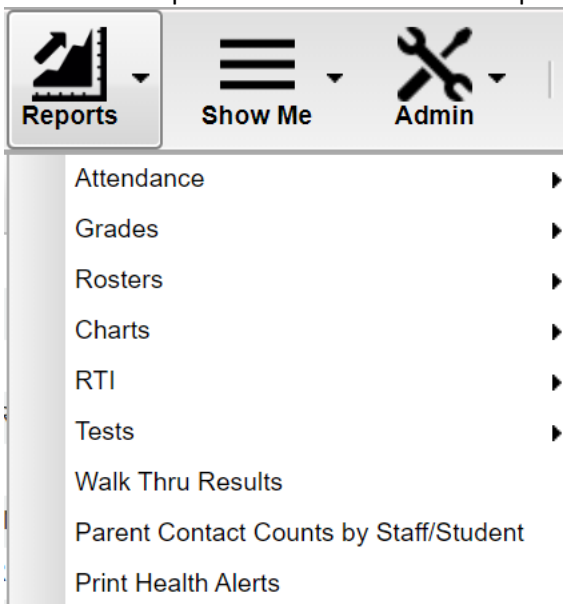 Reports Show Me Admin
Attendance
Grades
Rosters
Charts
RTI
Tests
Walk Thru Results
Parent Contact Counts by Staff/Student
Print Health Alerts